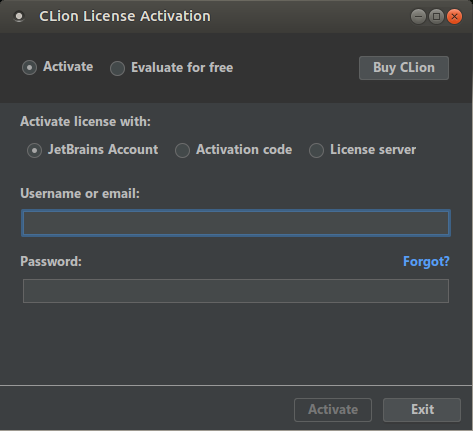 CLion License Activation
Activate Evaluate for free Buy CLion
Activate license with:
JetBrains Account Activation code License server
Username or email:
Password: Forgot?
Activate Exit